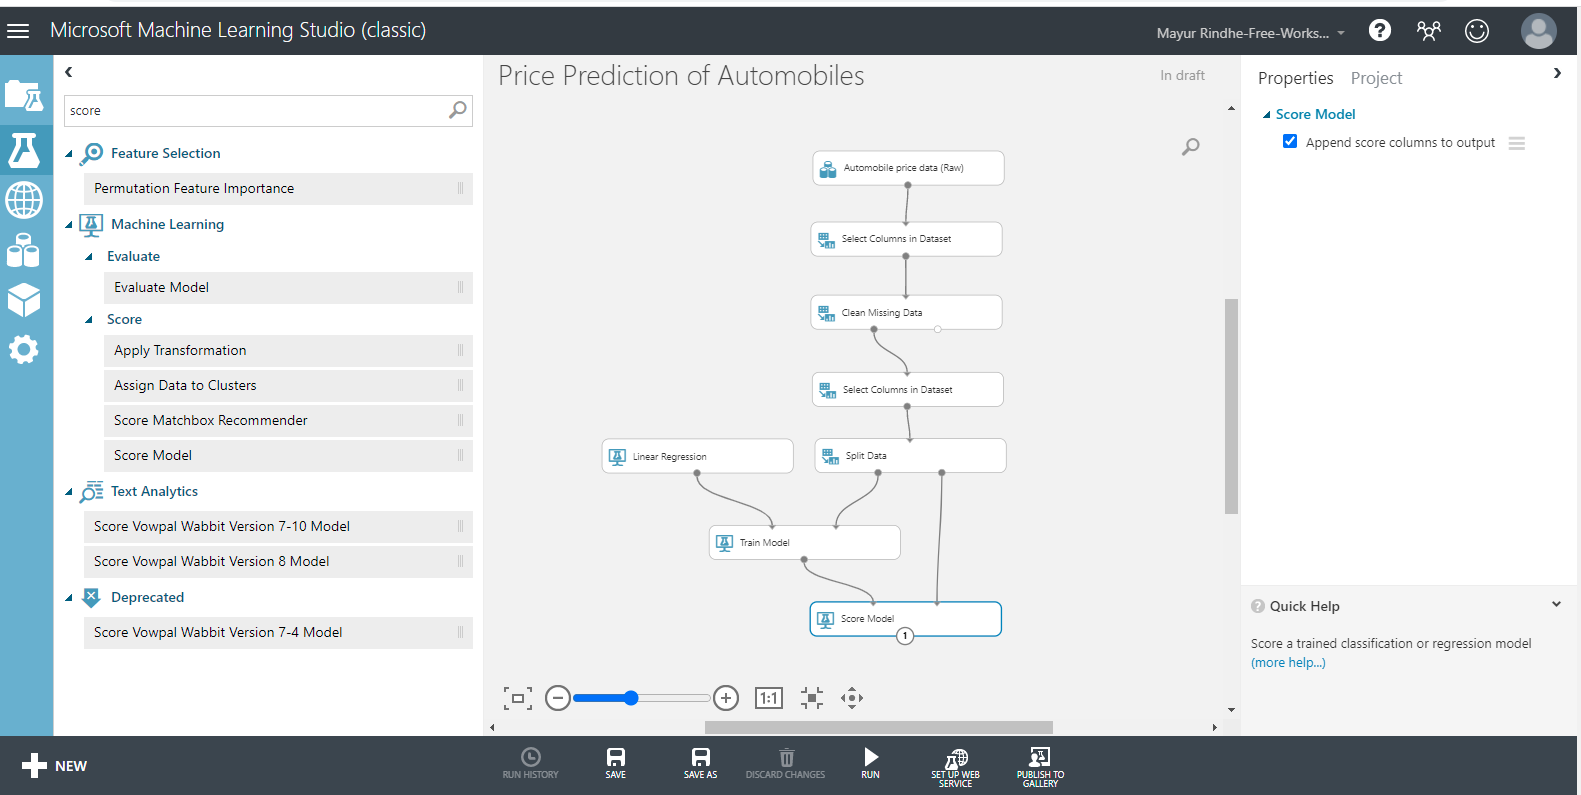 Microsoft Machine Learning Studio (classic)
Mayur Rindhe-Free-Works...
?
score
Feature Selection
Permutation Feature Importance
Machine Learning
Evaluate
Evaluate Model
Score
Apply Transformation
Assign Data to Clusters
Score Matchbox Recommender
Score Model
Text Analytics
Score Vowpal Wabbit Version 7-10 Model
Score Vowpal Wabbit Version 8 Model
Deprecated
Score Vowpal Wabbit Version 7-4 Model
Price Prediction of Automobiles
In draft
Automobile price data (Raw)
Select Columns in Dataset
Clean Missing Data
Select Columns in Dataset
Linear Regression
Split Data
Train Model
Score Model
1
1:1
Properties Project
Score Model
Append score columns to output
? Quick Help
Score a trained classification or regression model
(more help...)
NEW
RUN HISTORY
SAVE
SAVE AS
DISCARD CHANGES
RUN
SET UP WEB
SERVICE
PUBLISH TO
GALLERY